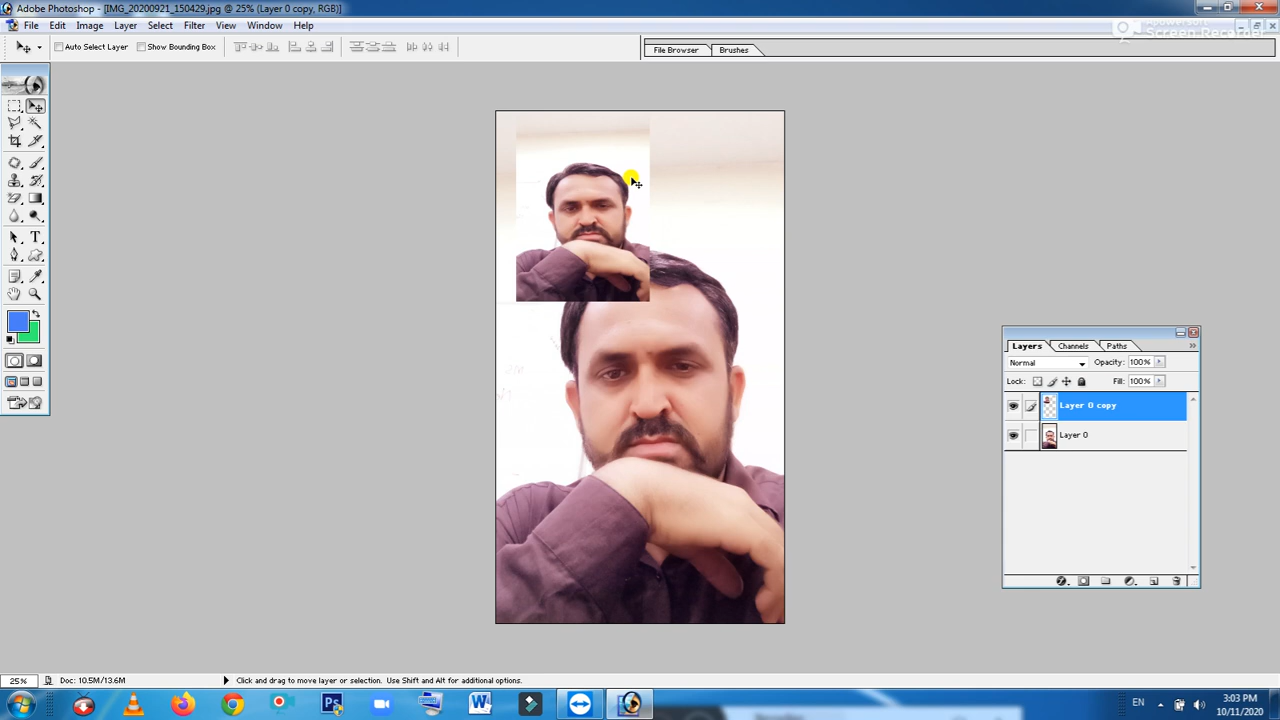 Adobe Photoshop - [IMG_20200921_150429.jpg @ 25% (Layer 0 copy, RGB)]
File Edit Image Layer Select Filter View Window Help
Apowersoft
Screen Recorder
Auto Select Layer Show Bounding Box
File Browser Brushes
Layers Channels Paths
Normal Opacity: 100%
Lock: Fill: 100%
Layer 0 copy
Layer 0
25% Doc: 10.5M/13.6M Click and drag to move layer or selection. Use Shift and Alt for additional options.
EN 3:03 PM
10/11/2020